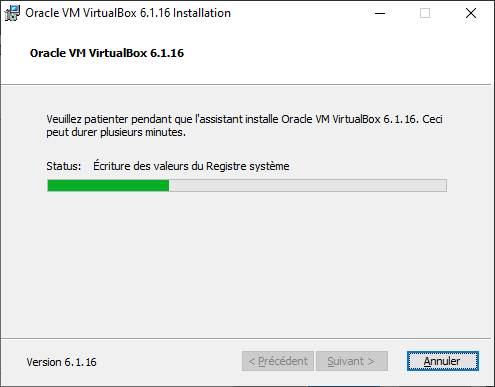 Oracle VM VirtualBox 6.1.16 Installation
Oracle VM VirtualBox 6.1.16
Veuillez patienter pendant que l'assistant installe Oracle VM VirtualBox 6.1.16. Ceci
peut durer plusieurs minutes.
Status: Écriture des valeurs du Registre système
Version 6.1.16
< Précédent
Suivant >
Annuler